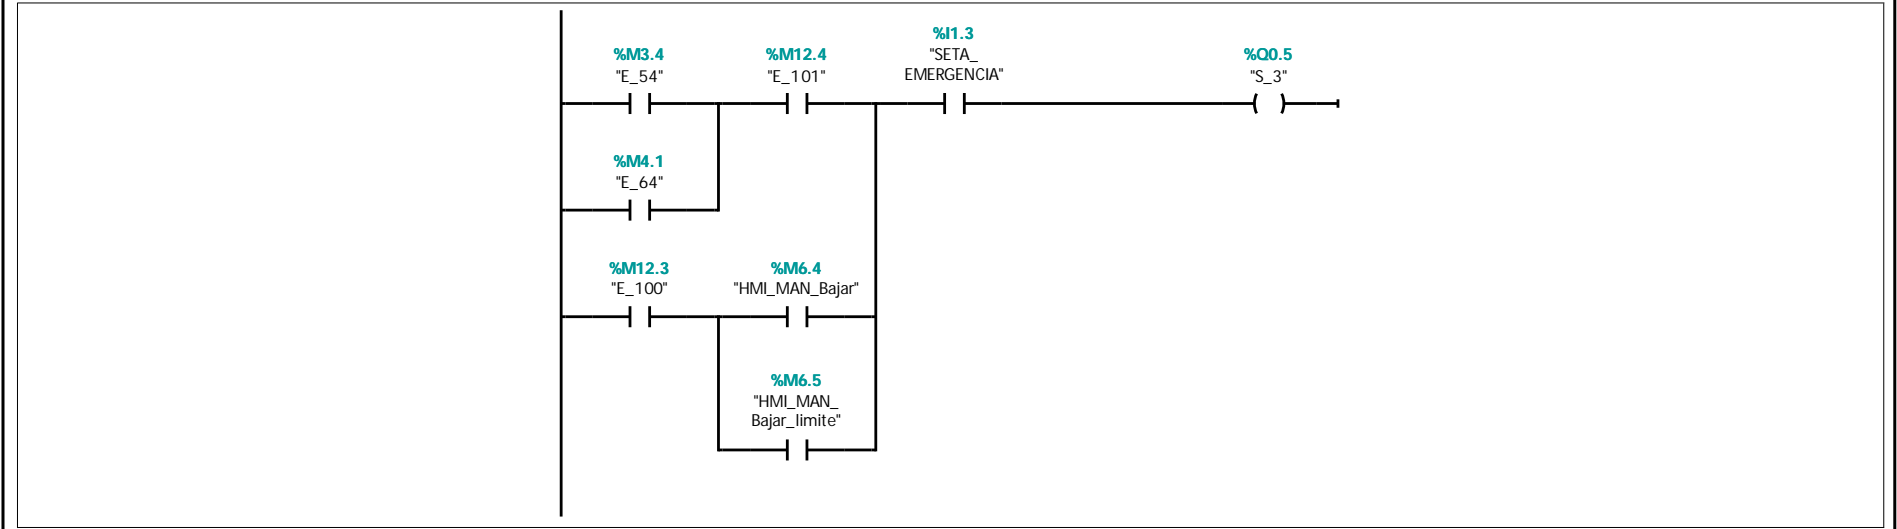 %M3.4
"E_54"
%M12.4
"E_101"
%I1.3
"SETA_
EMERGENCIA"
%Q0.5
"S_3"
%M4.1
"E_64"
%M12.3
"E_100"
%M6.4
"HMI_MAN_Bajar"
%M6.5
"HMI_MAN_
Bajar_limite"